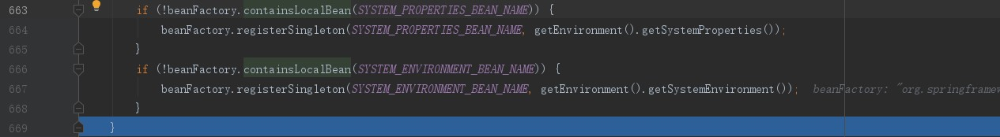 663 if (!beanFactory.containsLocalBean(SYSTEM_PROPERTIES_BEAN_NAME)) {
664 beanFactory.registerSingleton(SYSTEM_PROPERTIES_BEAN_NAME, getEnvironment().getSystemProperties());
665 }
666 if (!beanFactory.containsLocalBean(SYSTEM_ENVIRONMENT_BEAN_NAME)) {
667 beanFactory.registerSingleton(SYSTEM_ENVIRONMENT_BEAN_NAME, getEnvironment().getSystemEnvironment()); beanFactory: "org.springframew
668 }
669 }